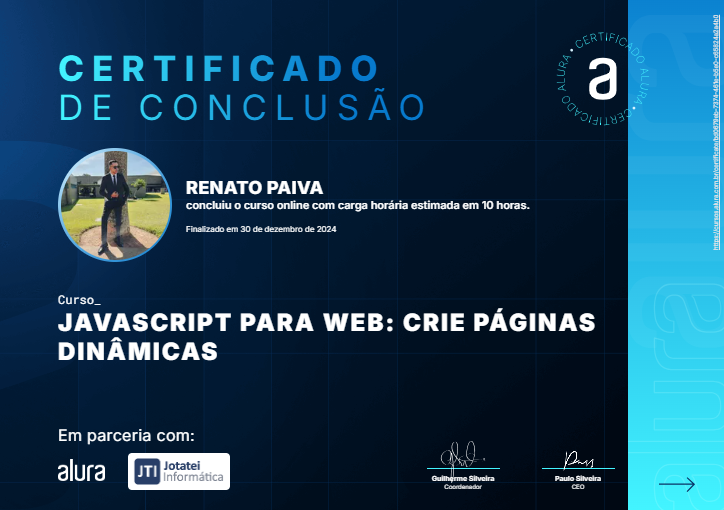 CERTIFICADO
DE CONCLUSÃO
CERTIFICADO ALURA • CERTIFICADO ALURA •
a
RENATO PAIVA
concluiu o curso online com carga horária estimada em 10 horas.
Finalizado em 30 de dezembro de 2024
Curso_
JAVASCRIPT PARA WEB: CRIE PÁGINAS
DINÂMICAS
Em parceria com:
alura
JTI Jotatei
Informática
Guilherme Silveira
Coordenador
Paulo Silveira
CEO
alura